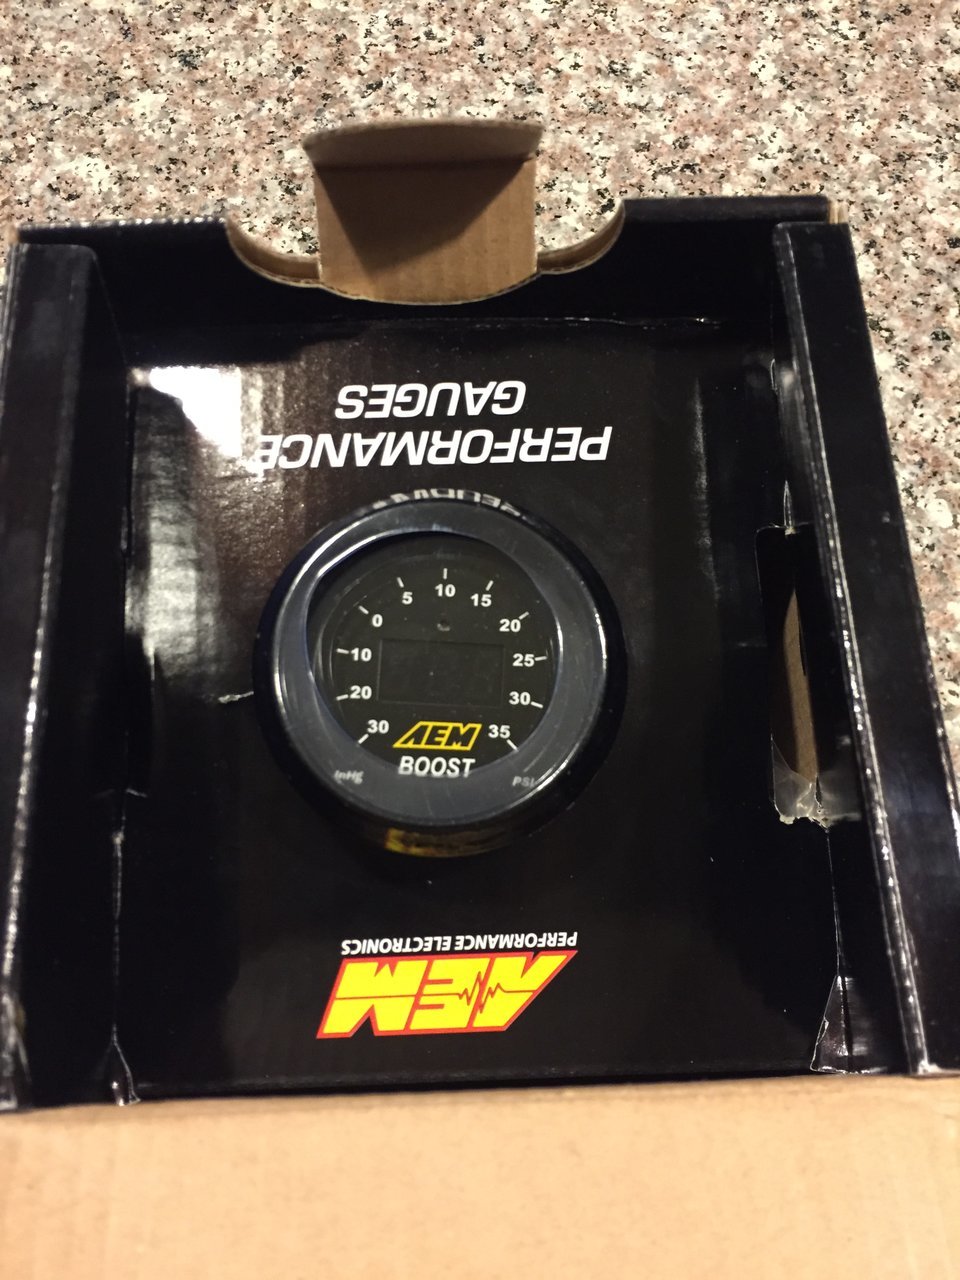 PERFORMANCE
GAUGES
0
5
10
15
20
10
25
20
30
30
35
AEM
BOOST
InHg
PSI
AEM
PERFORMANCE ELECTRONICS